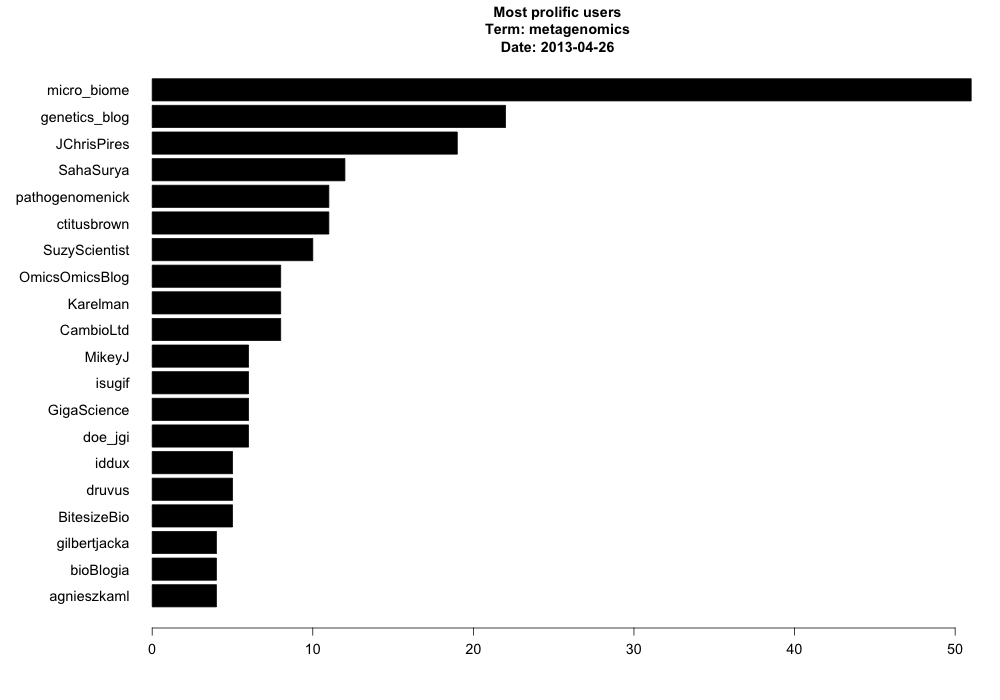 Most prolific users
Term: metagenomics
Date: 2013-04-26
micro_biome
genetics_blog
JChrisPires
SahaSurya
pathogenomenick
ctitusbrown
SuzyScientist
OmicsOmicsBlog
Karelman
CambioLtd
MikeyJ
isugif
GigaScience
doe_jgi
iddux
druvus
BitesizeBio
gilbertjacka
bioBlogia
agnieszkaml
0 10 20 30 40 50